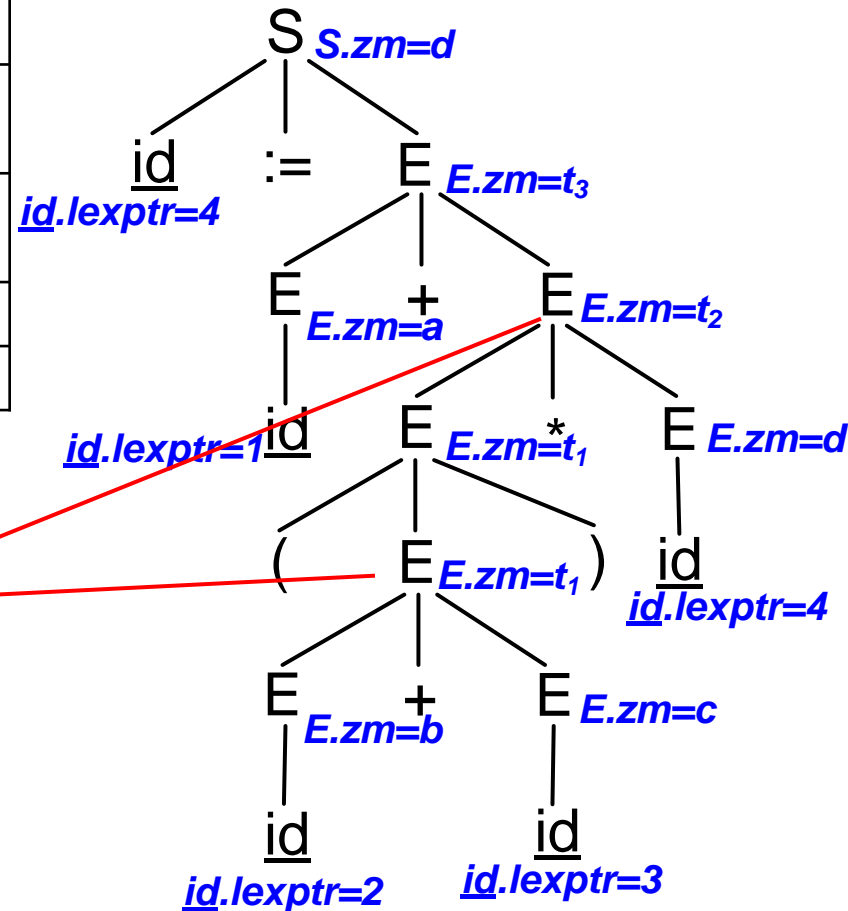 S S.zm=d
id := E E.zm=t₃
id.lexptr=4
E + E E.zm=t₂
E.zm=a
id.lexptr=1 id E * E E.zm=d
E.zm=t₁
( E E.zm=t₁ ) id
id.lexptr=4
E + E E.zm=c
E.zm=b
id id
id.lexptr=2 id.lexptr=3